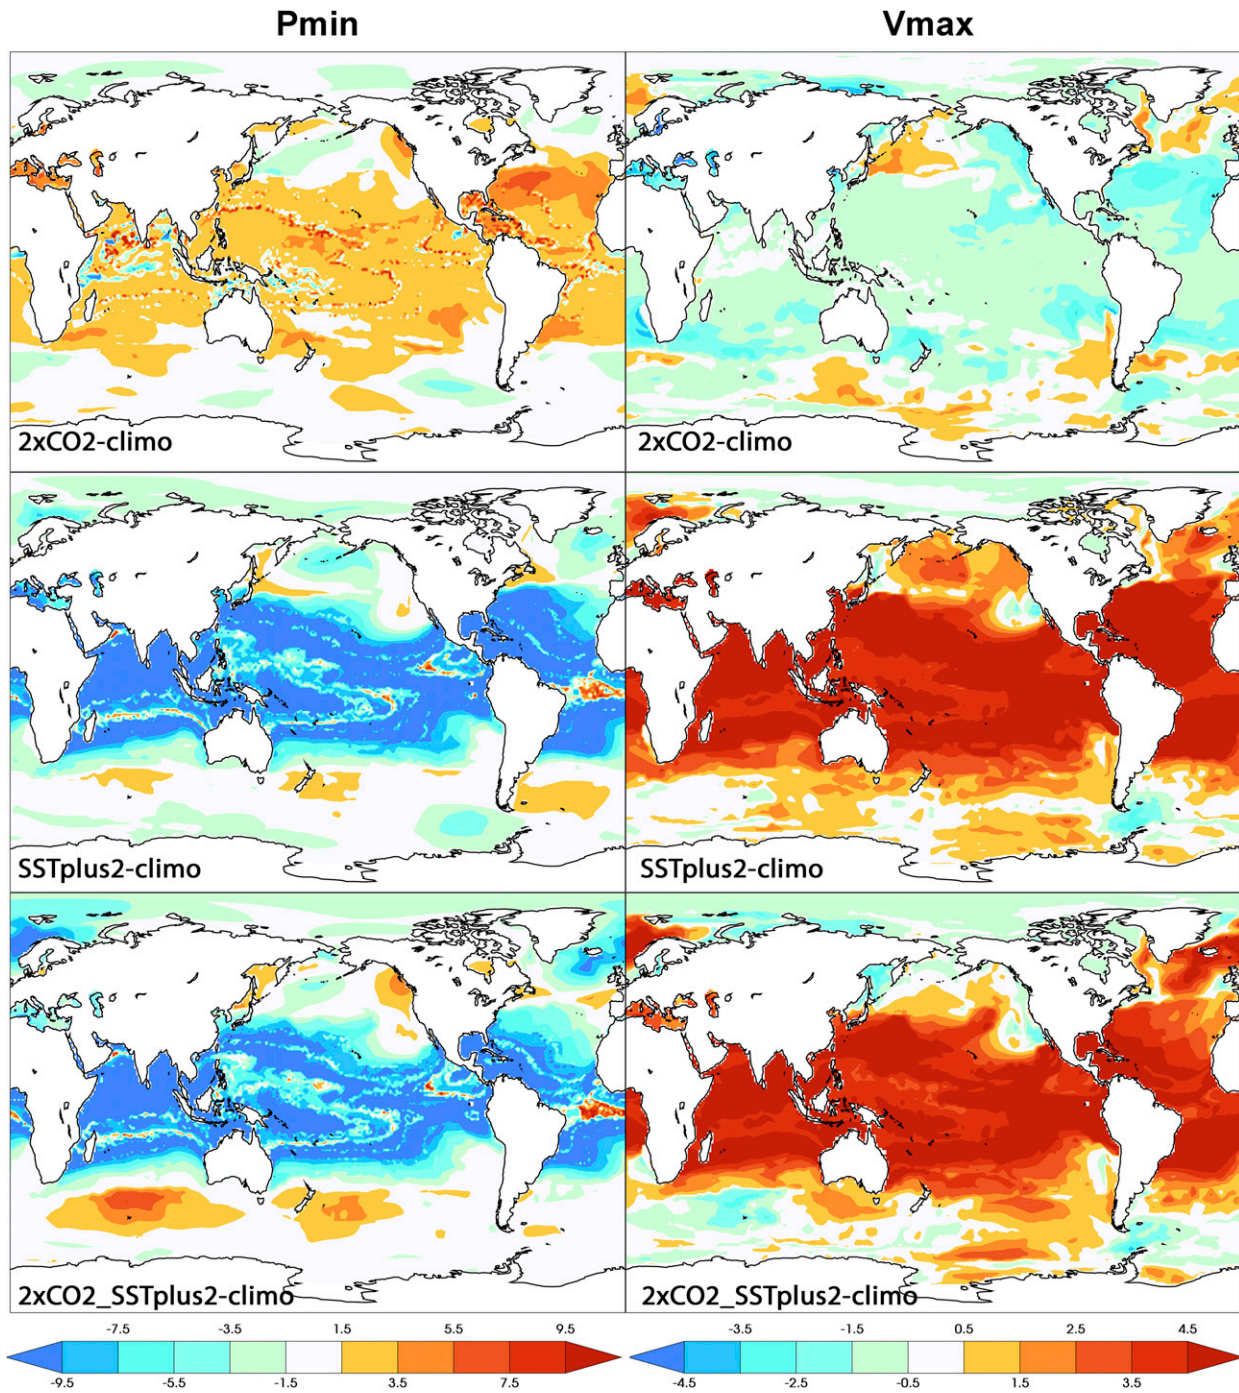 Pmin Vmax
2xCO2-climo 2xCO2-climo
SSTplus2-climo SSTplus2-climo
2xCO2_SSTplus2-climo 2xCO2_SSTplus2-climo
-7.5 -3.5 1.5 5.5 9.5 -3.5 -1.5 0.5 2.5 4.5
-9.5 -5.5 -1.5 3.5 7.5 -4.5 -2.5 -0.5 1.5 3.5